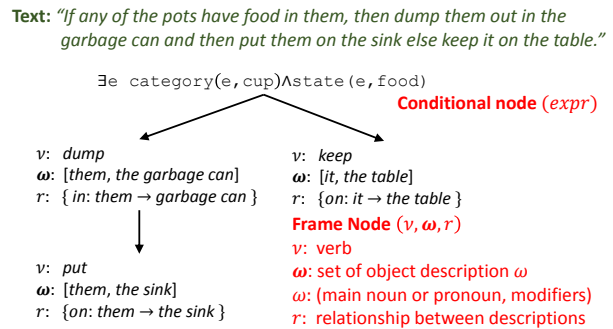 Text: “If any of the pots have food in them, then dump them out in the
garbage can and then put them on the sink else keep it on the table.”
∃e category(e,cup)∧state(e,food)
Conditional node (expr)
ν: dump
ω: [them, the garbage can]
r: { in: them → garbage can }
ν: keep
ω: [it, the table]
r: {on: it → the table }
Frame Node (ν, ω, r)
ν: verb
ω: set of object description ω
ω: (main noun or pronoun, modifiers)
r: relationship between descriptions
ν: put
ω: [them, the sink]
r: {on: them → the sink }